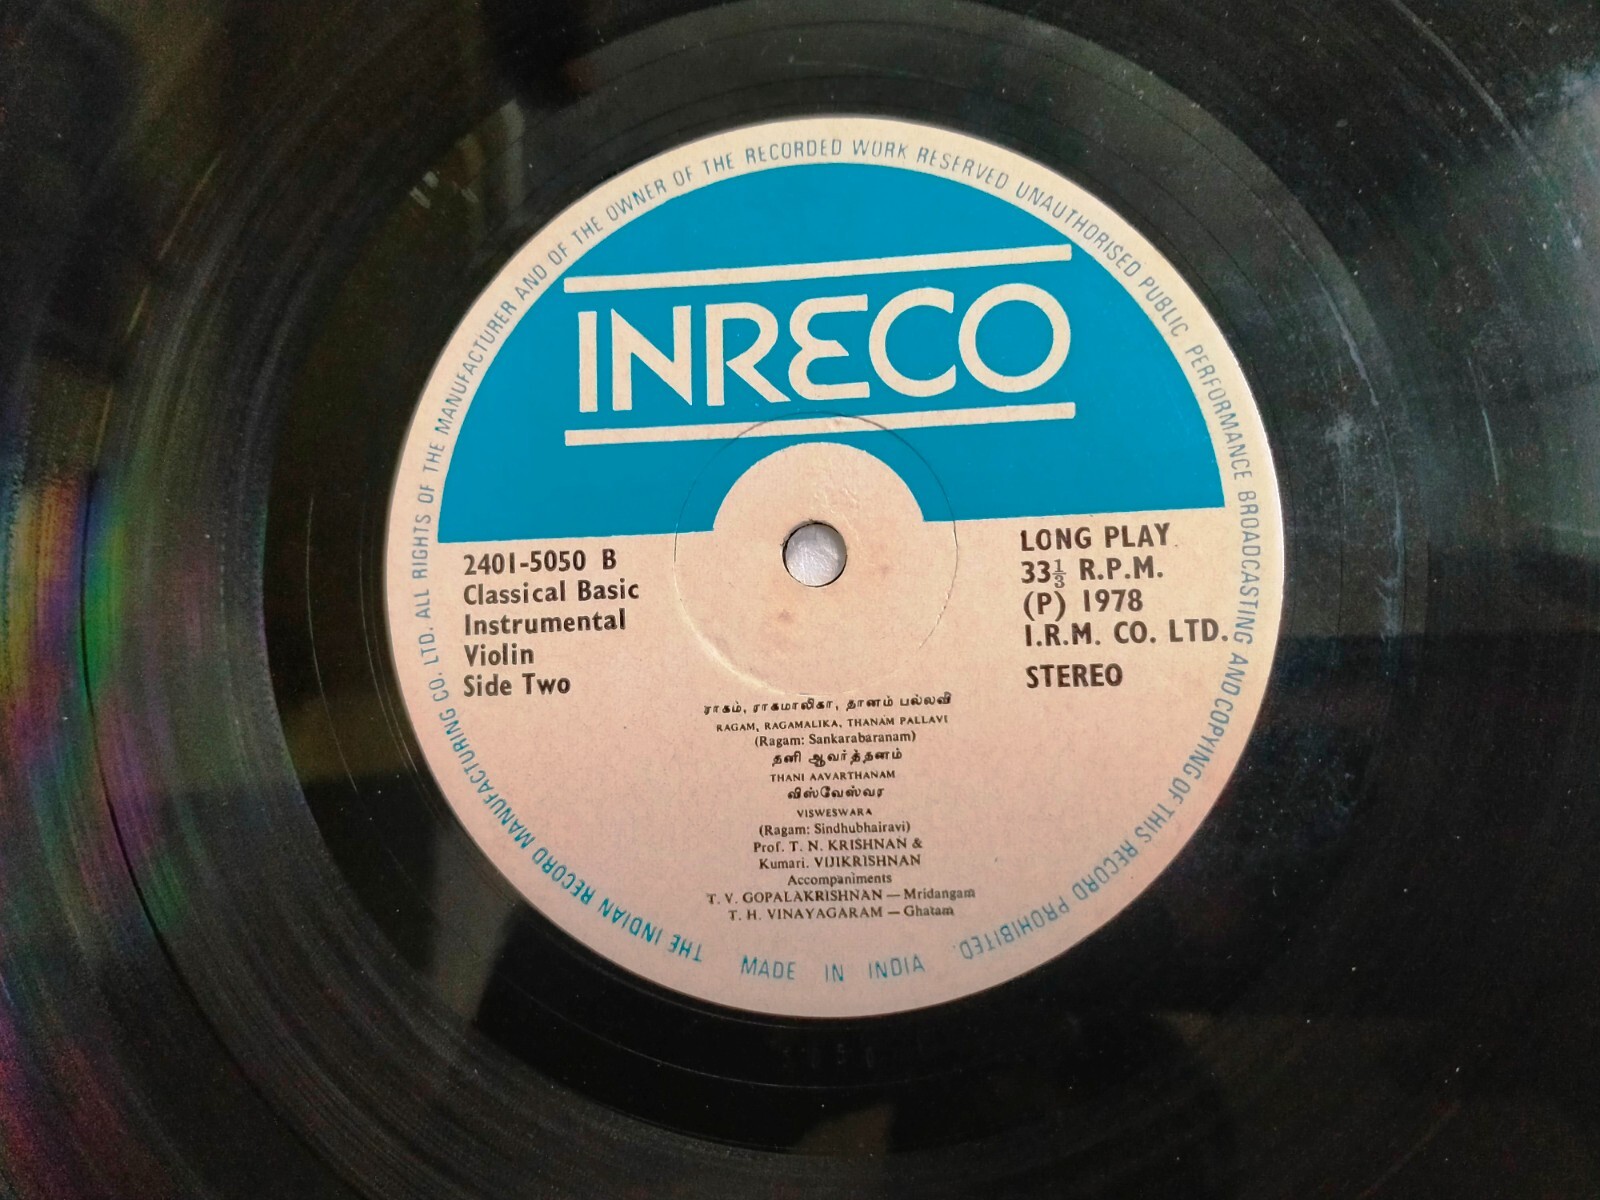 THE INDIAN RECORD MANUFACTURING CO. LTD. ALL RIGHTS OF THE MANUFACTURER AND OF THE OWNER OF THE RECORDED WORK RESERVED UNAUTHORISED PUBLIC PERFORMANCE BROADCASTING AND COPYING OF THIS RECORD PROHIBITED.
INRECO
2401-5050 B
Classical Basic
Instrumental
Violin
Side Two
LONG PLAY
33⅓ R.P.M.
(P) 1978
I.R.M. CO. LTD.
STEREO
ராகம், ராகமாலிகா, தானம் பல்லவி
RAGAM, RAGAMALIKA, THANAM PALLAVI
(Ragam: Sankarabaranam)
தனி ஆவர்த்தனம்
THANI AAVARTHANAM
விஸ்வேஸ்வர
VISWESWARA
(Ragam: Sindhubhairavi)
Prof. T. N. KRISHNAN &
Kumari. VIJIKRISHNAN
Accompaniments
T. V. GOPALAKRISHNAN — Mridangam
T. H. VINAYAGARAM — Ghatam
MADE IN INDIA